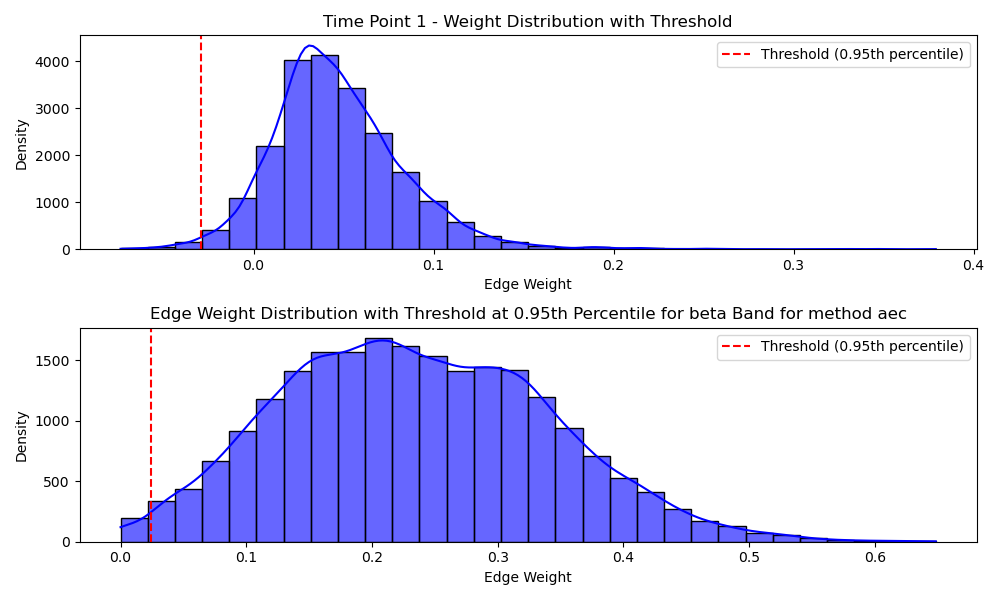 Time Point 1 - Weight Distribution with Threshold
Threshold (0.95th percentile)
Density
4000
3000
2000
1000
0
0.0 0.1 0.2 0.3 0.4
Edge Weight
Edge Weight Distribution with Threshold at 0.95th Percentile for beta Band for method aec
Threshold (0.95th percentile)
Density
1500
1000
500
0
0.0 0.1 0.2 0.3 0.4 0.5 0.6
Edge Weight